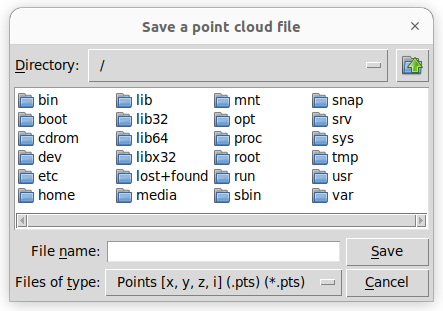 Save a point cloud file
Directory: /
bin lib mnt snap
boot lib32 opt srv
cdrom lib64 proc sys
dev libx32 root tmp
etc lost+found run usr
home media sbin var
File name: Save
Files of type: Points [x, y, z, i] (.pts) (*.pts) Cancel